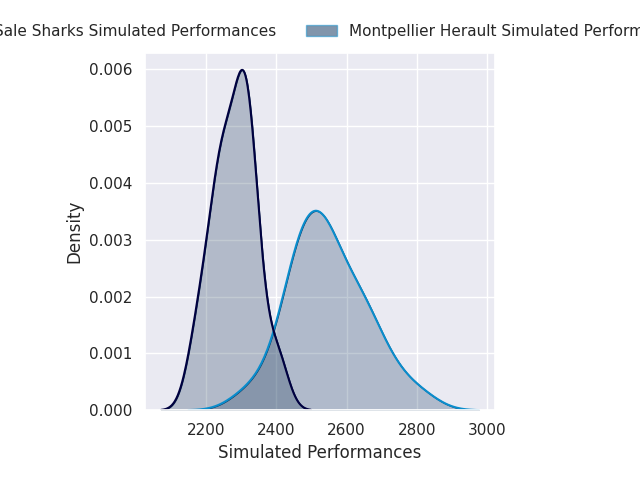 Sale Sharks Simulated Performances
Montpellier Herault Simulated Perform
0.006
0.005
0.004
0.003
0.002
0.001
0.000
Density
2200 2400 2600 2800 3000
Simulated Performances